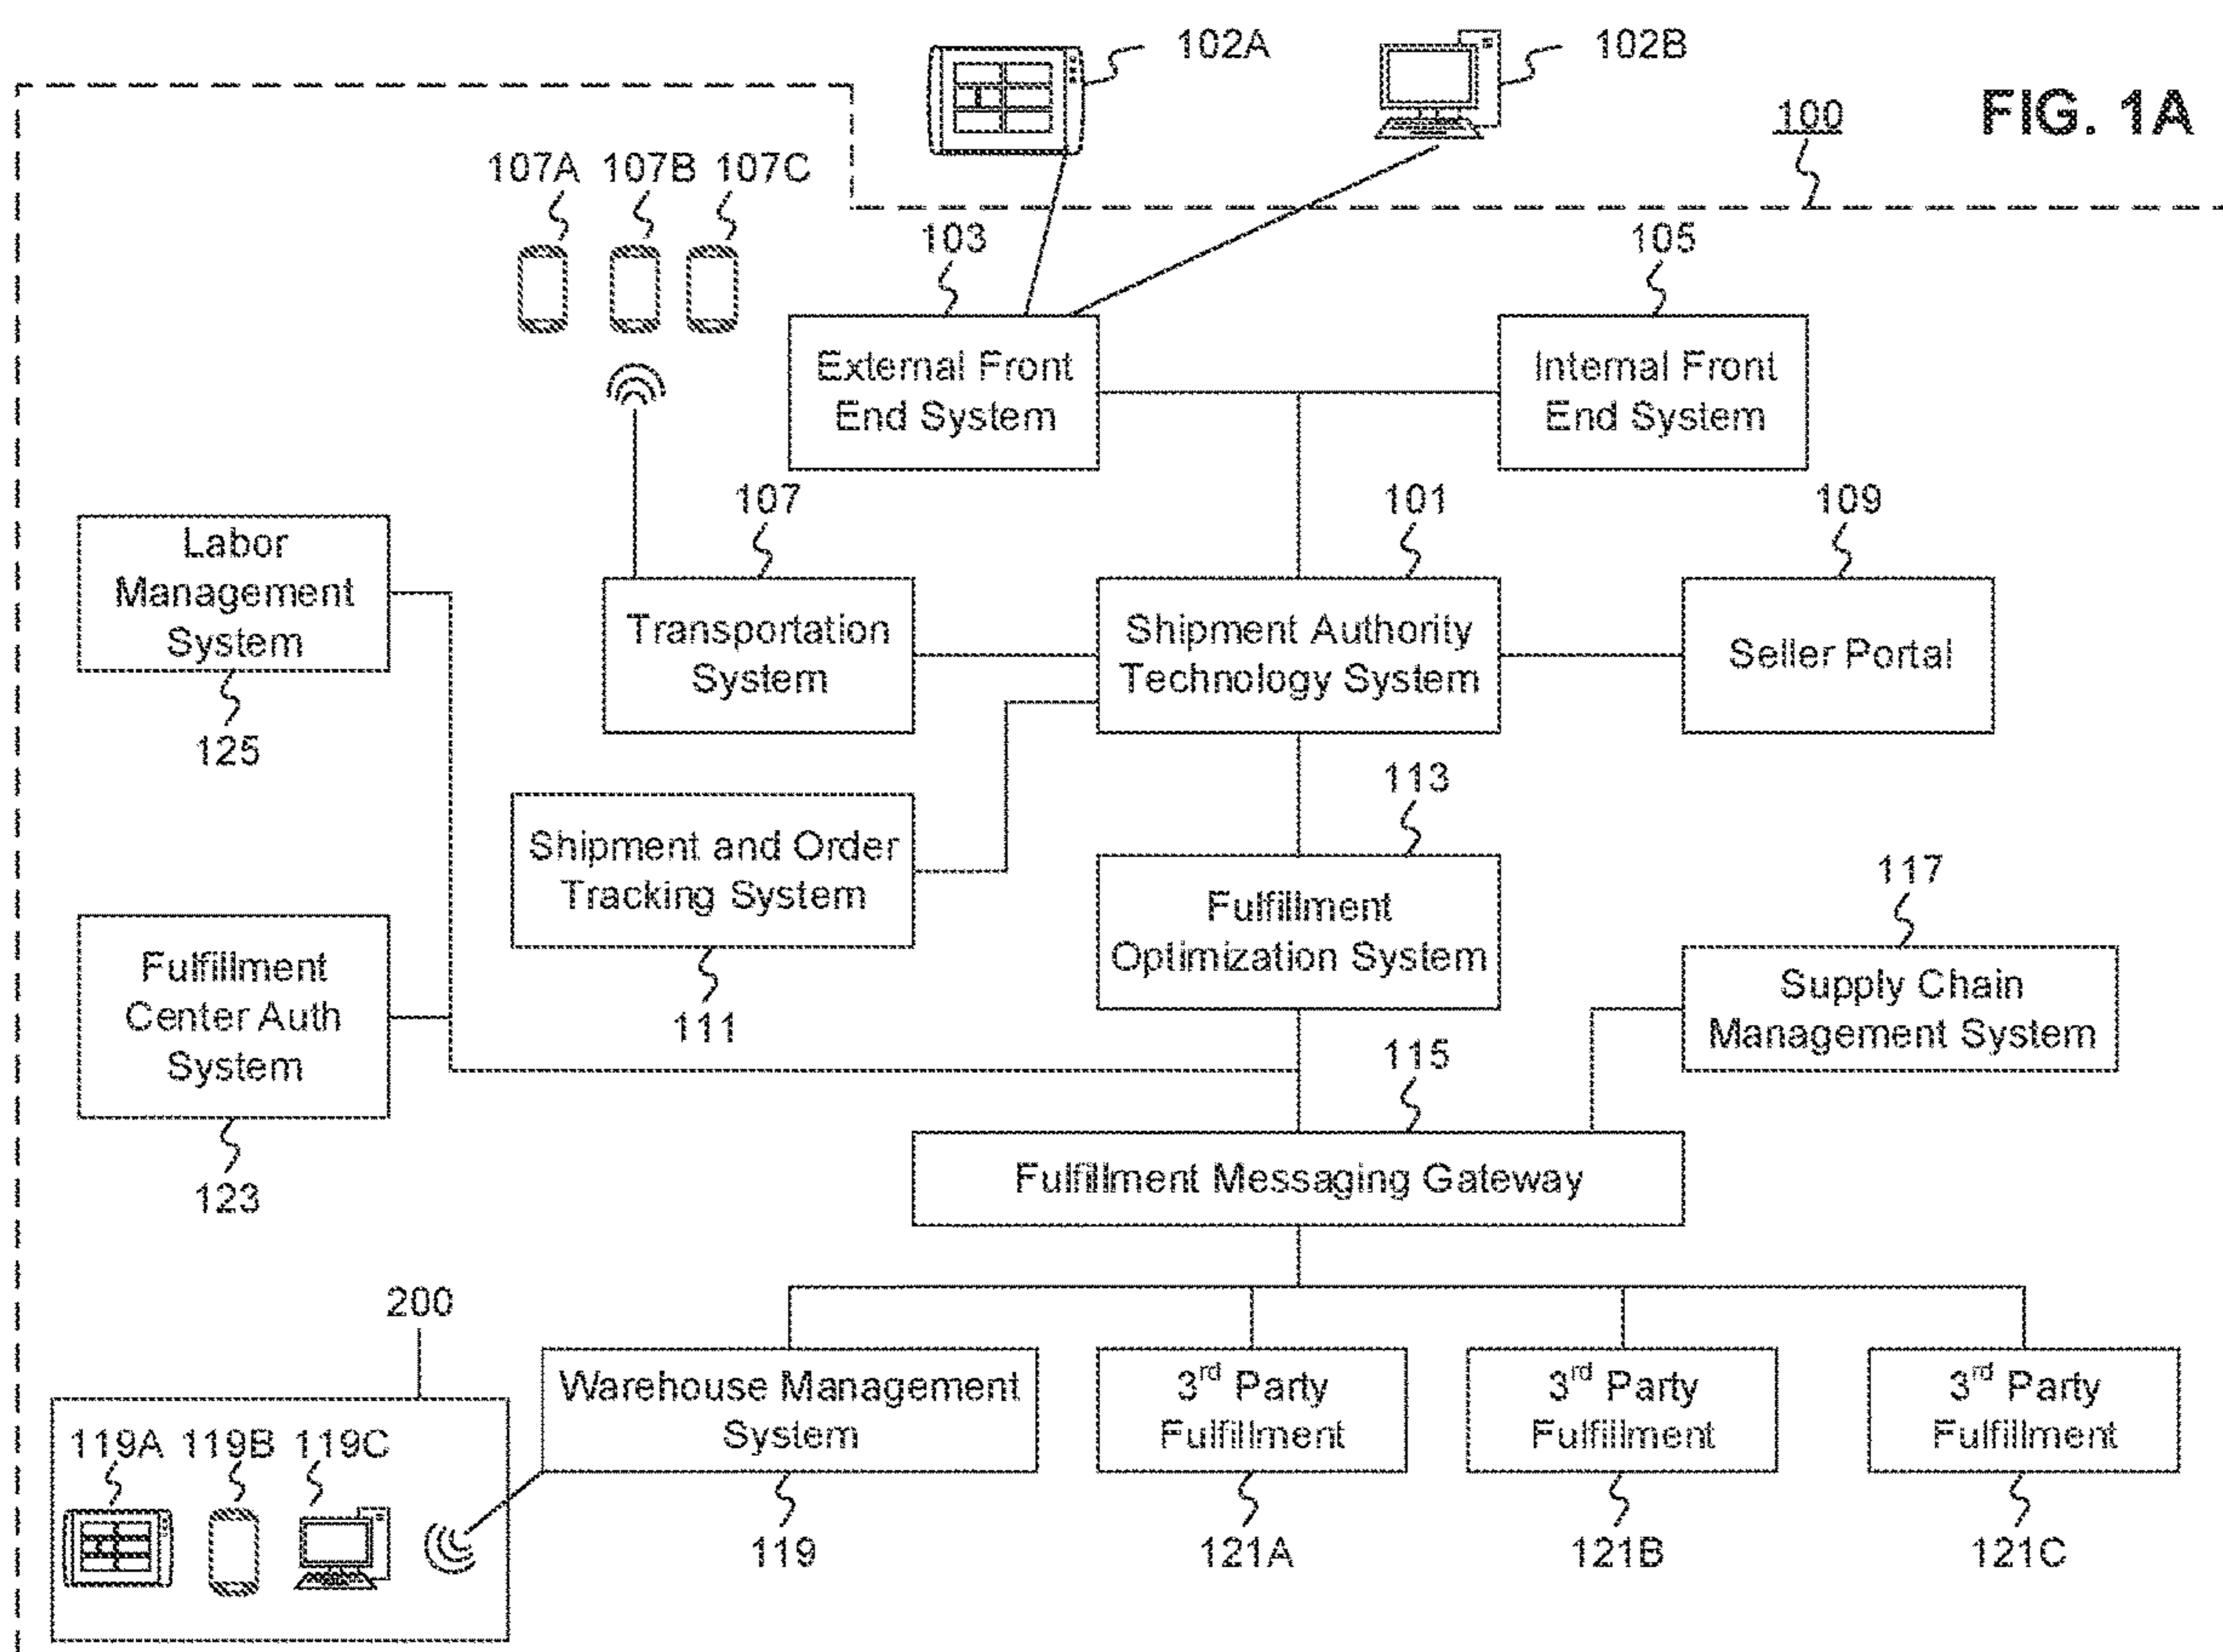 102A
102B
FIG. 1A
100
107A 107B 107C
103
105
External Front
End System
Internal Front
End System
107
101
109
Labor
Management
System
Transportation
System
Shipment Authority
Technology System
Seller Portal
125
113
Shipment and Order
Tracking System
117
Fulfillment
Optimization System
Fulfillment
Center Auth
System
Supply Chain
Management System
111
115
Fulfillment Messaging Gateway
123
200
Warehouse Management
System
3rd Party
Fulfillment
3rd Party
Fulfillment
3rd Party
Fulfillment
119A 119B 119C
119
121A
121B
121C